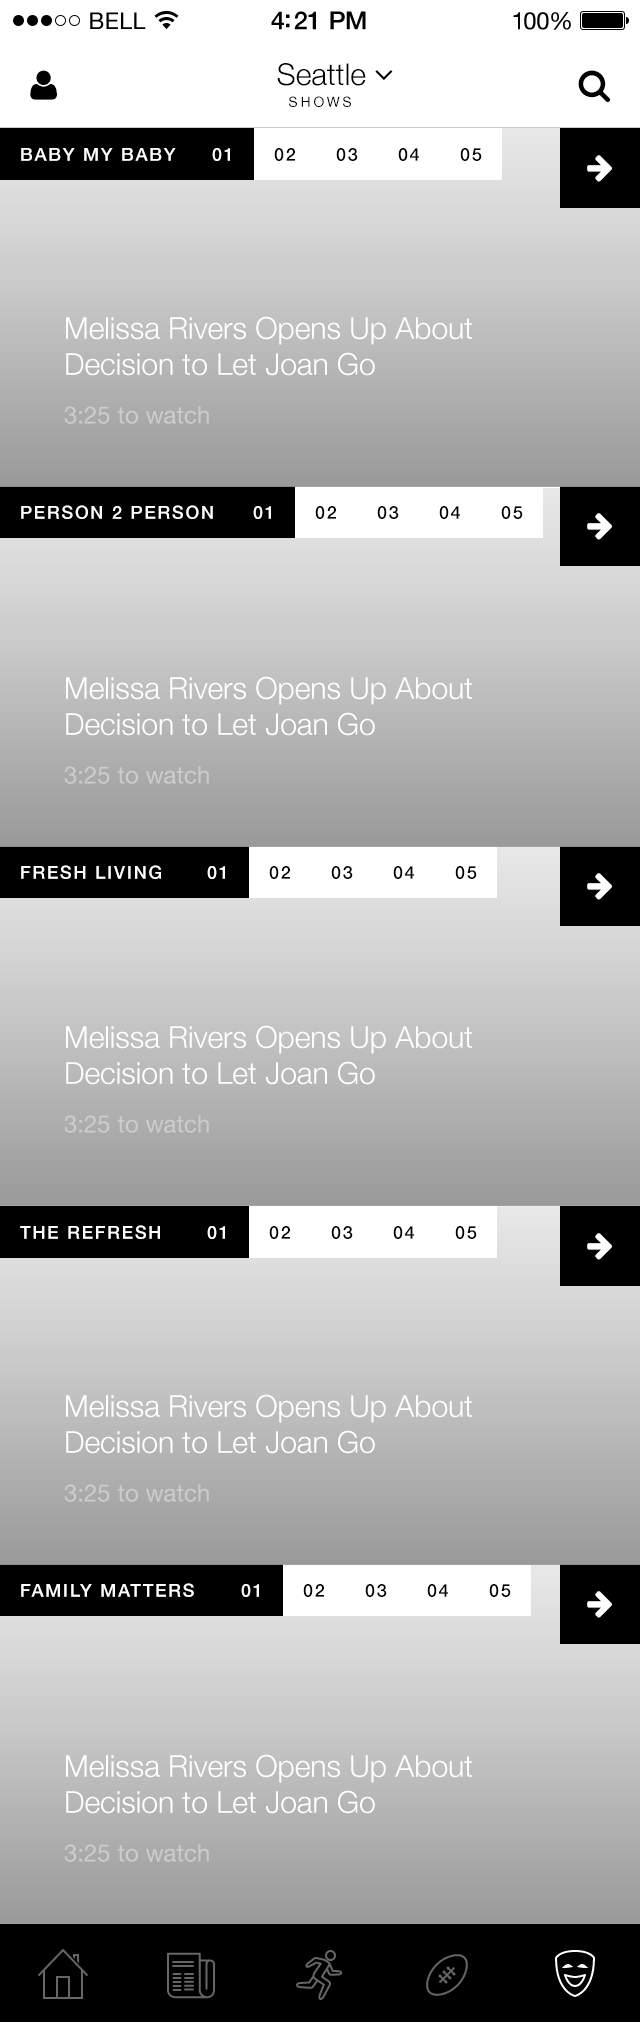 BELL 4:21 PM 100%
Seattle
SHOWS
BABY MY BABY 01 02 03 04 05
Melissa Rivers Opens Up About
Decision to Let Joan Go
3:25 to watch
PERSON 2 PERSON 01 02 03 04 05
Melissa Rivers Opens Up About
Decision to Let Joan Go
3:25 to watch
FRESH LIVING 01 02 03 04 05
Melissa Rivers Opens Up About
Decision to Let Joan Go
3:25 to watch
THE REFRESH 01 02 03 04 05
Melissa Rivers Opens Up About
Decision to Let Joan Go
3:25 to watch
FAMILY MATTERS 01 02 03 04 05
Melissa Rivers Opens Up About
Decision to Let Joan Go
3:25 to watch